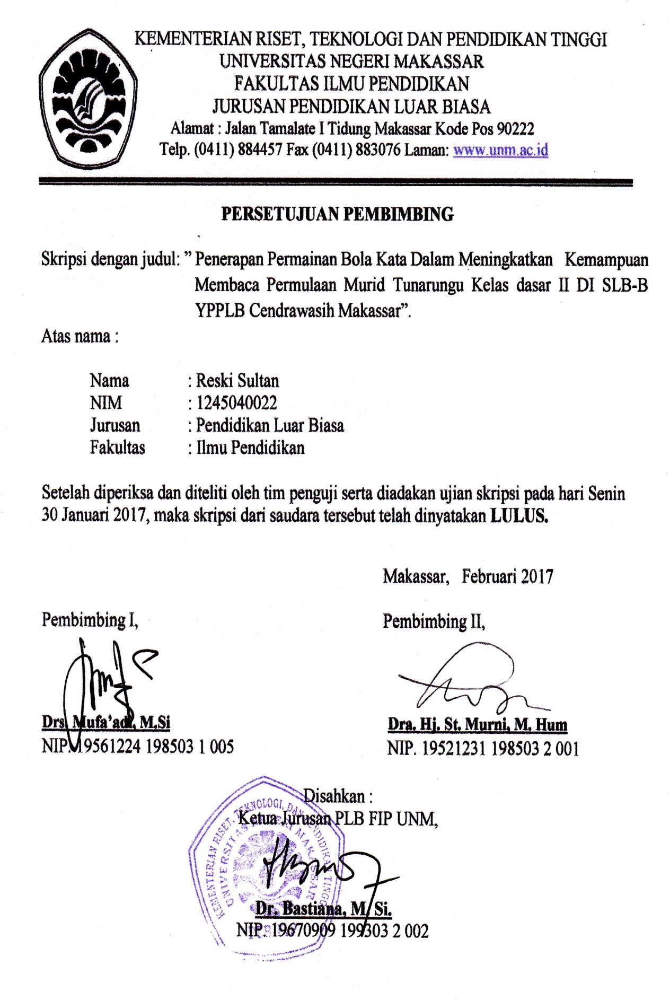 KEMENTERIAN RISET, TEKNOLOGI DAN PENDIDIKAN TINGGI
UNIVERSITAS NEGERI MAKASSAR
FAKULTAS ILMU PENDIDIKAN
JURUSAN PENDIDIKAN LUAR BIASA
Alamat : Jalan Tamalate I Tidung Makassar Kode Pos 90222
Telp. (0411) 884457 Fax (0411) 883076 Laman: www.unm.ac.id
PERSETUJUAN PEMBIMBING
Skripsi dengan judul: ” Penerapan Permainan Bola Kata Dalam Meningkatkan Kemampuan
Membaca Permulaan Murid Tunarungu Kelas dasar II DI SLB-B
YPPLB Cendrawasih Makassar”.
Atas nama :
Nama : Reski Sultan
NIM : 1245040022
Jurusan : Pendidikan Luar Biasa
Fakultas : Ilmu Pendidikan
Setelah diperiksa dan diteliti oleh tim penguji serta diadakan ujian skripsi pada hari Senin
30 Januari 2017, maka skripsi dari saudara tersebut telah dinyatakan LULUS.
Makassar, Februari 2017
Pembimbing I, Pembimbing II,
Drs. Mufa’adi, M.Si Dra. Hj. St. Murni, M. Hum
NIP. 19561224 198503 1 005 NIP. 19521231 198503 2 001
Disahkan :
Ketua Jurusan PLB FIP UNM,
KEMENTERIAN RISET, TEKNOLOGI, DAN PENDIDIKAN TINGGI
UNIVERSITAS NEGERI MAKASSAR
Dr. Bastiana, M. Si.
NIP. 19670909 199303 2 002